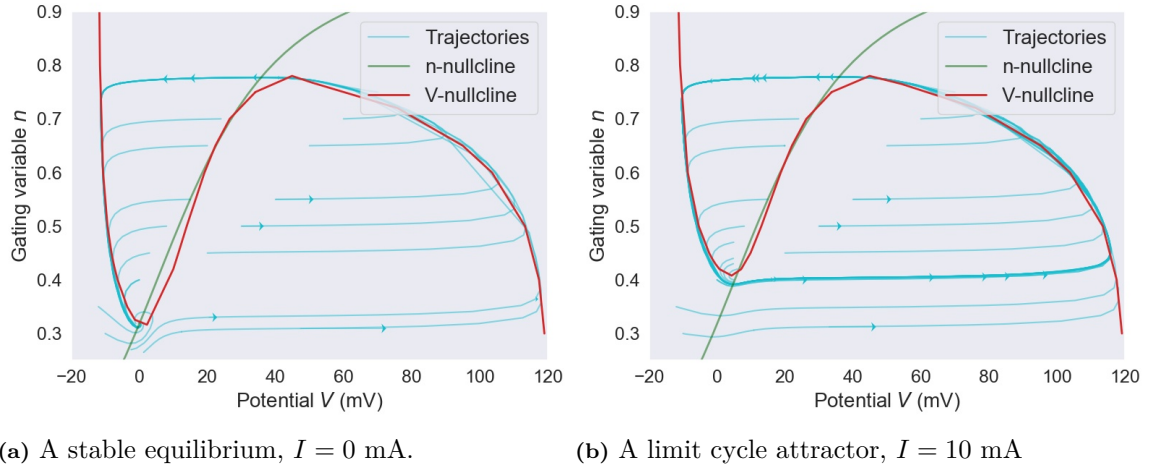 0.9
0.8
0.7
0.6
0.5
0.4
0.3
Gating variable n
−20 0 20 40 60 80 100 120
Potential V (mV)
Trajectories
n-nullcline
V-nullcline
(a) A stable equilibrium, I = 0 mA.
0.9
0.8
0.7
0.6
0.5
0.4
0.3
Gating variable n
−20 0 20 40 60 80 100 120
Potential V (mV)
Trajectories
n-nullcline
V-nullcline
(b) A limit cycle attractor, I = 10 mA